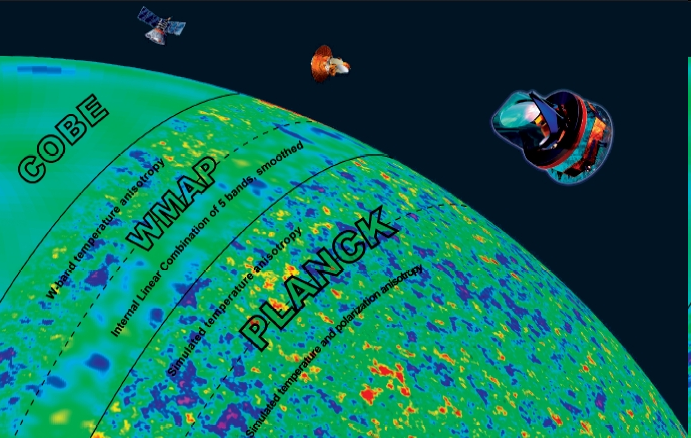 COBE
W-band temperature anisotropy
WMAP
Internal Linear Combination of 5 bands, smoothed
Simulated temperature anisotropy
PLANCK
Simulated temperature and polarization anisotropy